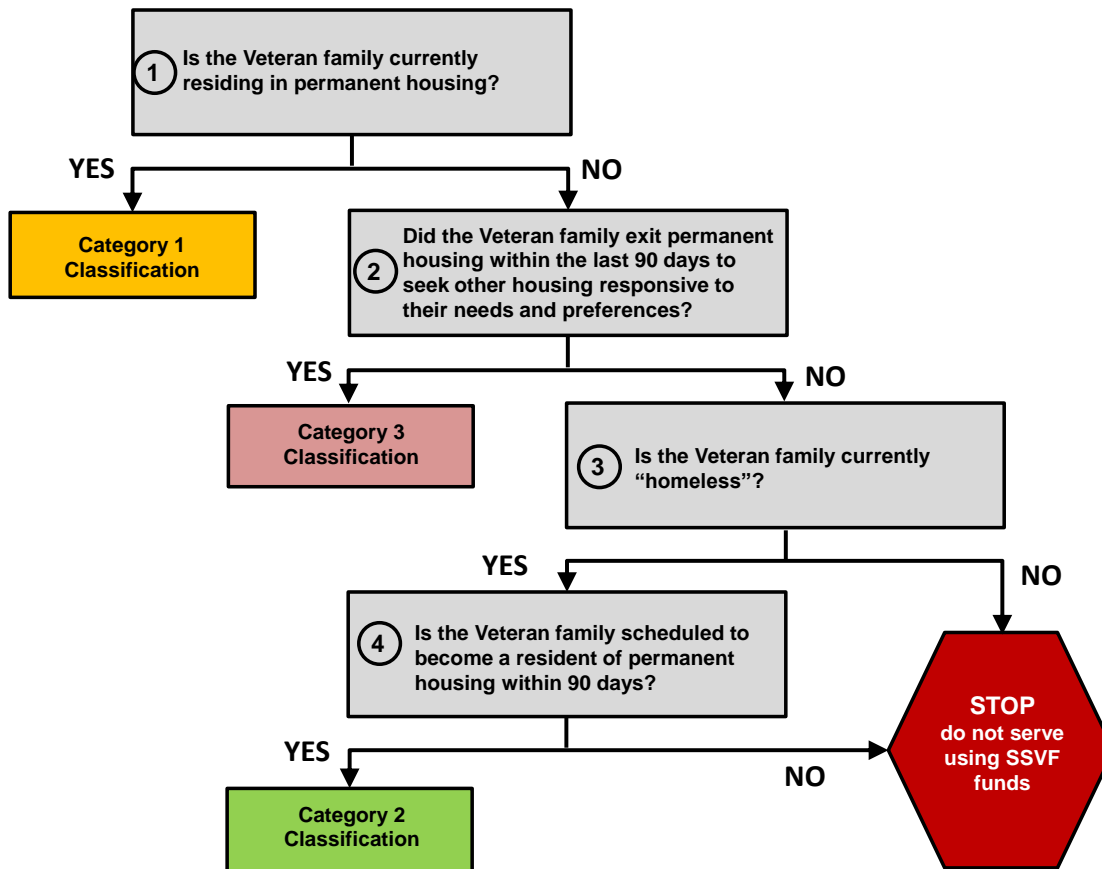 1
Is the Veteran family currently
residing in permanent housing?
YES
NO
Category 1
Classification
2
Did the Veteran family exit permanent
housing within the last 90 days to
seek other housing responsive to
their needs and preferences?
YES
NO
Category 3
Classification
3
Is the Veteran family currently
“homeless”?
YES
NO
4
Is the Veteran family scheduled to
become a resident of permanent
housing within 90 days?
STOP
do not serve
using SSVF
funds
YES
NO
Category 2
Classification